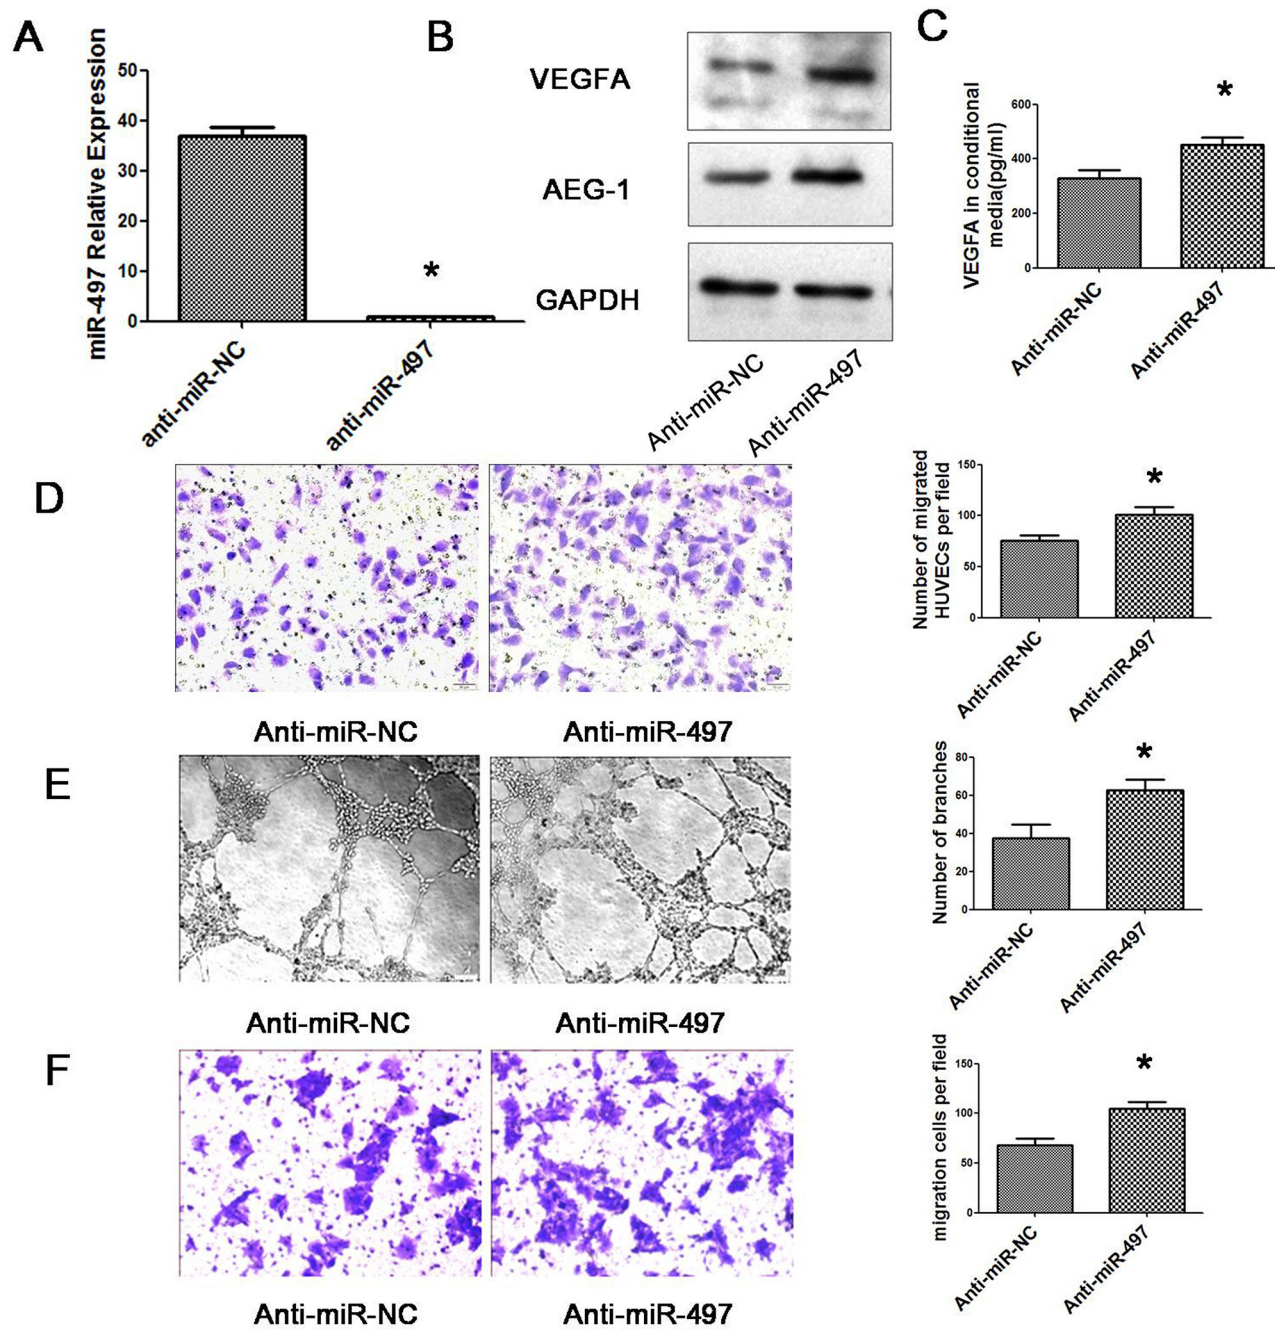 A
miR-497 Relative Expression
50
40
30
20
10
0
*
anti-miR-NC
anti-miR-497
B
VEGFA
AEG-1
GAPDH
Anti-miR-NC
Anti-miR-497
C
VEGFA in conditional
media(pg/ml)
600
400
200
0
*
Anti-miR-NC
Anti-miR-497
D
Anti-miR-NC
Anti-miR-497
Number of migrated
HUVECs per field
150
100
50
0
*
Anti-miR-NC
Anti-miR-497
E
Anti-miR-NC
Anti-miR-497
Number of branches
80
60
40
20
0
*
Anti-miR-NC
Anti-miR-497
F
Anti-miR-NC
Anti-miR-497
migration cells per field
150
100
50
0
*
Anti-miR-NC
Anti-miR-497